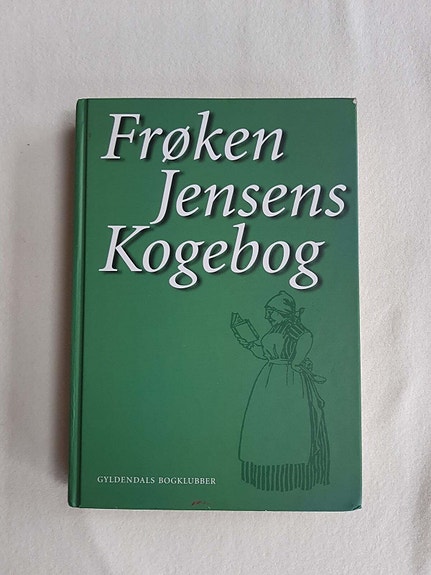 Frøken
Jensens
Kogebog
GYLDENDALS BOGKLUBBER